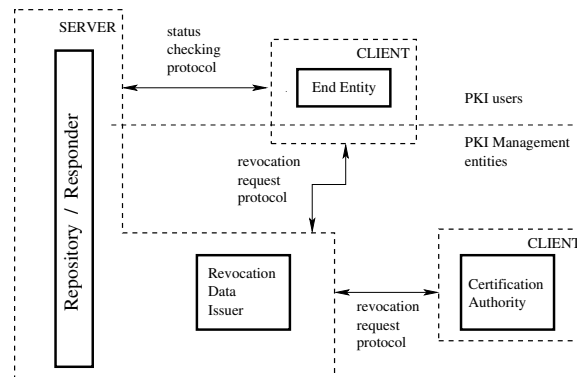 SERVER
status
checking
protocol
CLIENT
End Entity
PKI users
PKI Management
entities
revocation
request
protocol
Repository / Responder
Revocation
Data
Issuer
revocation
request
protocol
CLIENT
Certification
Authority